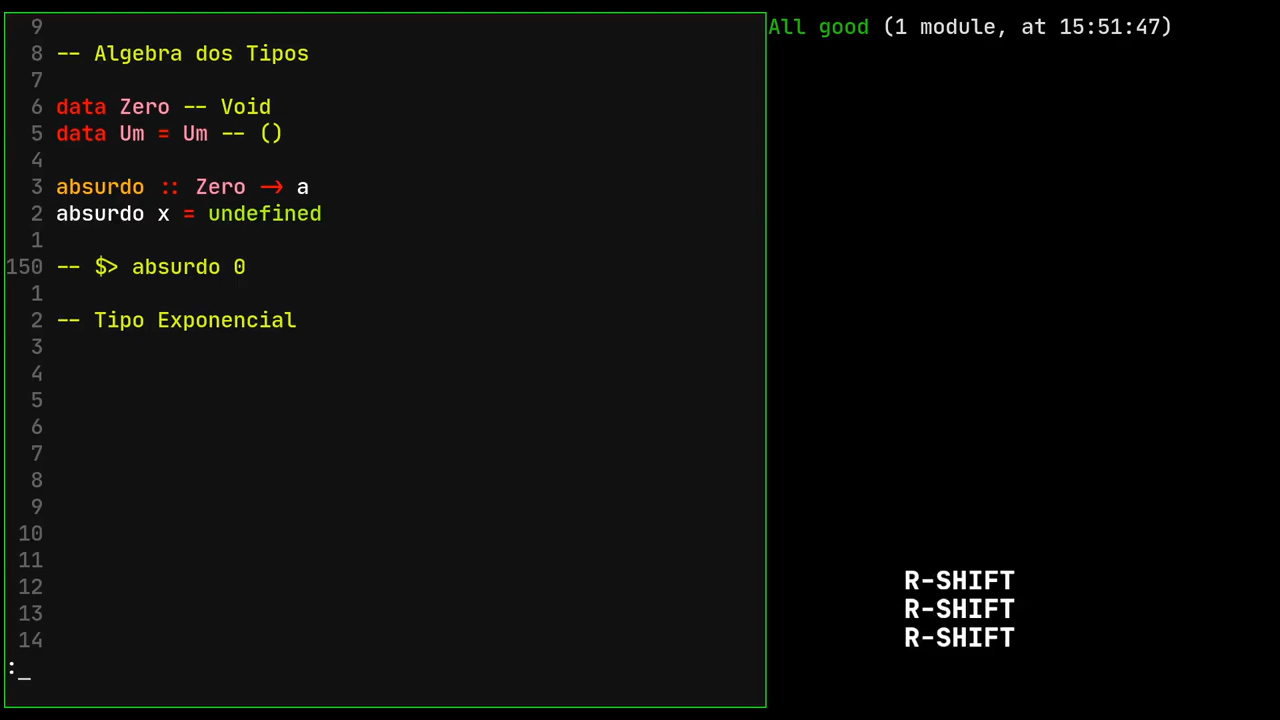 9
8 -- Algebra dos Tipos
7
6 data Zero -- Void
5 data Um = Um -- ()
4
3 absurdo :: Zero -> a
2 absurdo x = undefined
1
150 -- $> absurdo 0
1
2 -- Tipo Exponencial
3
4
5
6
7
8
9
10
11
12
13
14
:_
All good (1 module, at 15:51:47)
R-SHIFT
R-SHIFT
R-SHIFT